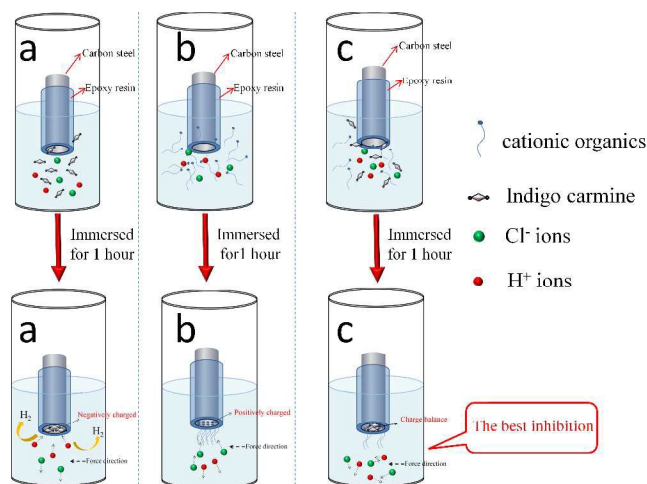 a
Carbon steel
Epoxy resin
b
Carbon steel
Epoxy resin
c
Carbon steel
Epoxy resin
cationic organics
Indigo carmine
Cl- ions
H+ ions
Immersed
for 1 hour
Immersed
for1 hour
Immersed
for 1 hour
a
H2
Negatively charged
H2
Force direction
b
Positively charged
Force direction
c
Charge balance
Force direction
The best inhibition